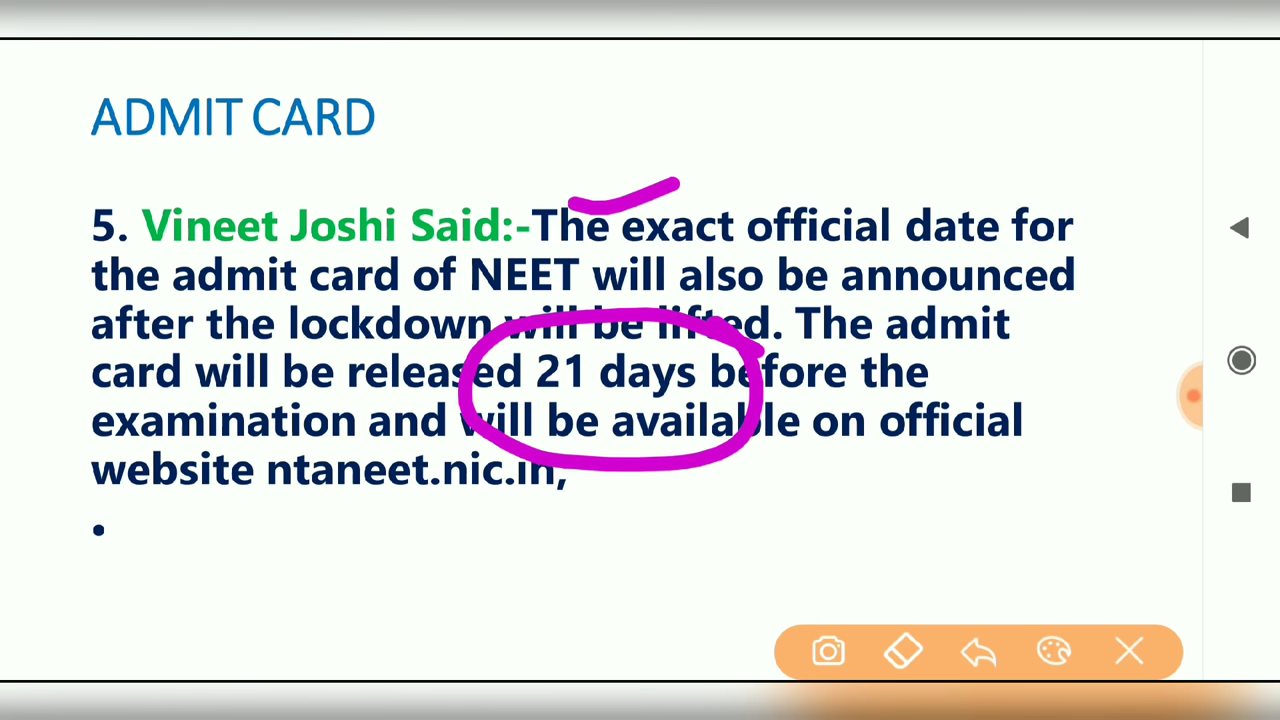 ADMIT CARD
5. Vineet Joshi Said:-The exact official date for
the admit card of NEET will also be announced
after the lockdown will be lifted. The admit
card will be released 21 days before the
examination and will be available on official
website ntaneet.nic.in,
•